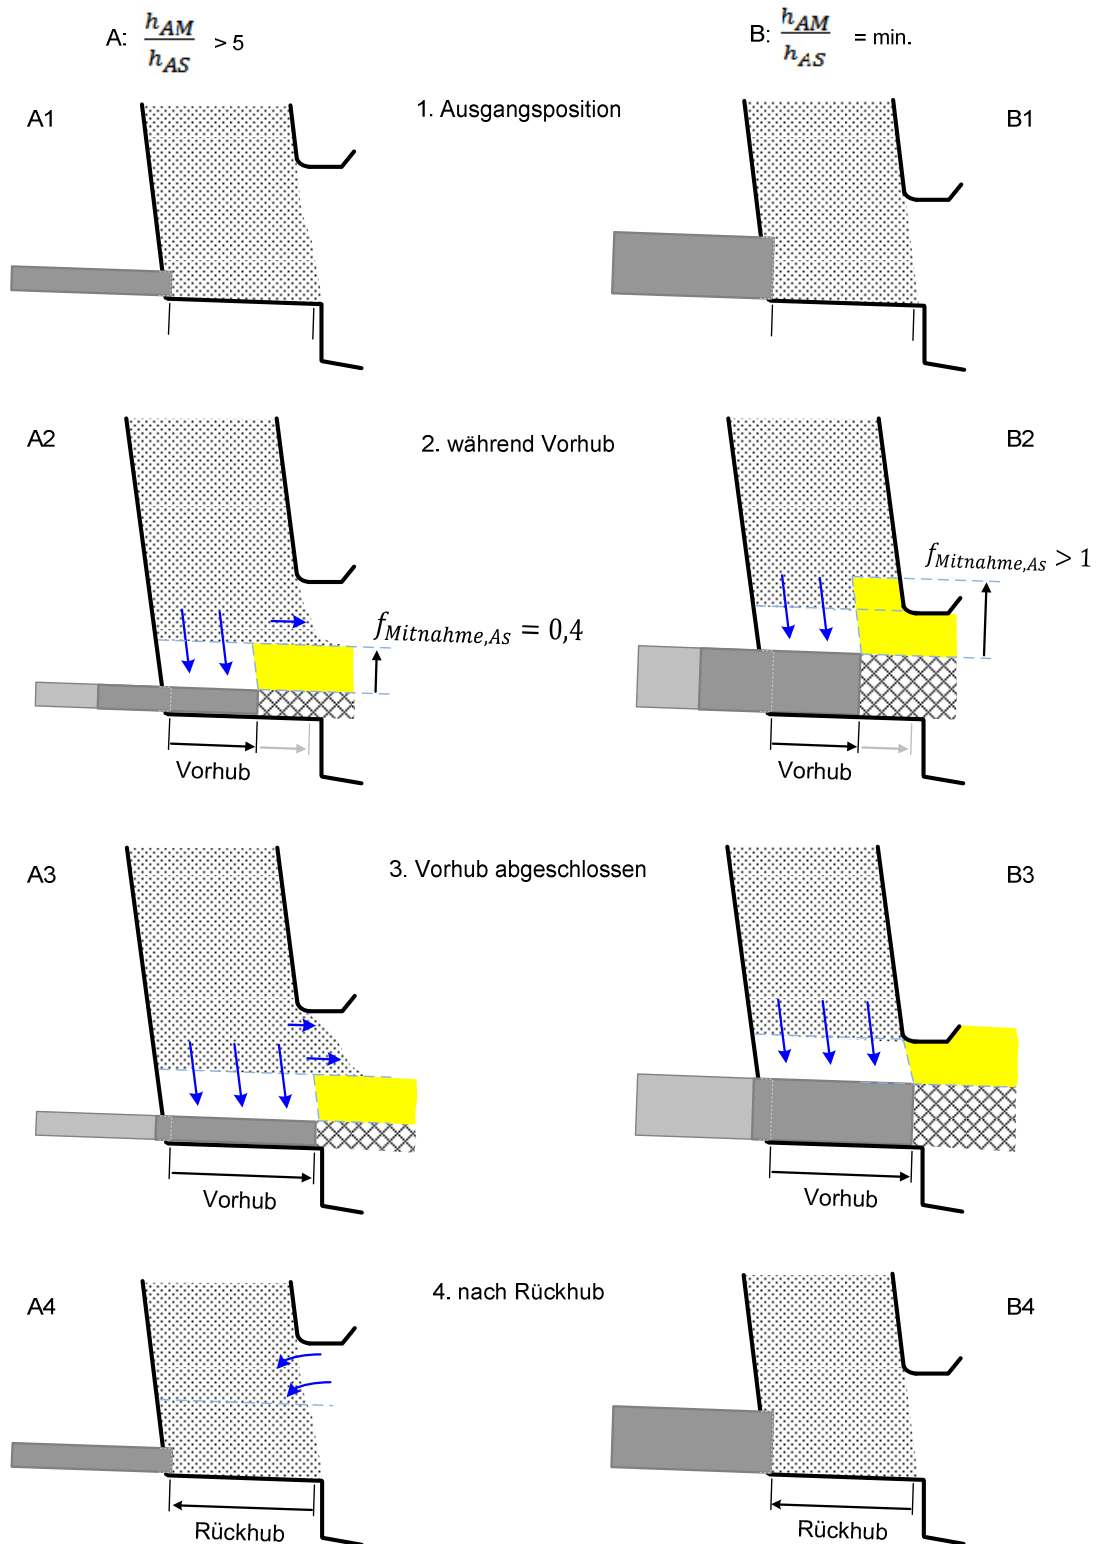 A: h_AM / h_AS > 5
B: h_AM / h_AS = min.
A1
1. Ausgangsposition
B1
A2
2. während Vorhub
B2
f_Mitnahme,As > 1
f_Mitnahme,As = 0,4
Vorhub
Vorhub
A3
3. Vorhub abgeschlossen
B3
Vorhub
Vorhub
A4
4. nach Rückhub
B4
Rückhub
Rückhub